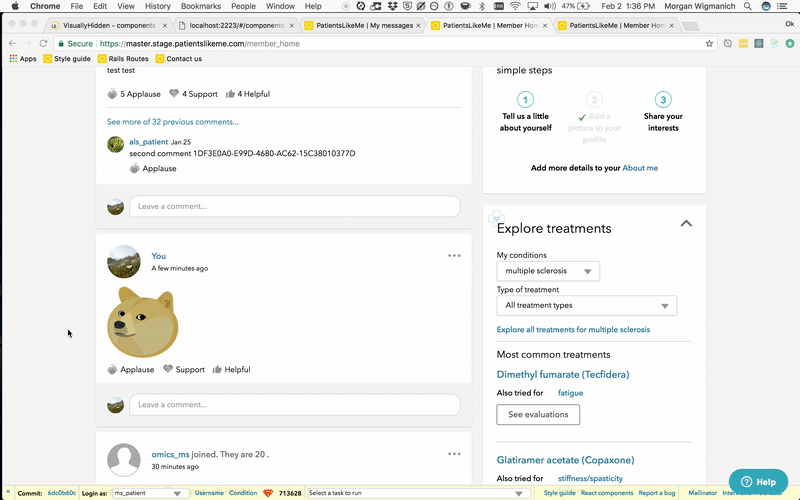 Chrome File Edit View History Bookmarks People Window Help 47% Feb 2 1:36 PM Morgan Wigmanich
VisuallyHidden - components
localhost:2223/#/components
PatientsLikeMe | My messages
PatientsLikeMe | Member Hom
PatientsLikeMe | Member Hom
Ok
Secure https://master.stage.patientslikeme.com/member_home
Apps Style guide Rails Routes Contact us
test test
5 Applause 4 Support 4 Helpful
See more of 32 previous comments...
als_patient Jan 25
second comment 1DF3E0A0-E99D-4680-AC62-15C38010377D
Applause
Leave a comment...
You
A few minutes ago
Applause Support Helpful
Leave a comment...
omics_ms joined. They are 20 .
30 minutes ago
simple steps
1 2 3
Tell us a little
about yourself
Add a
picture to your
profile
Share your
interests
Add more details to your About me
Explore treatments
My conditions
multiple sclerosis
Type of treatment
All treatment types
Explore all treatments for multiple sclerosis
Most common treatments
Dimethyl fumarate (Tecfidera)
Also tried for fatigue
See evaluations
Glatiramer acetate (Copaxone)
Also tried for stiffness/spasticity
Help
× Commit: 6dc0b60c Login as: ms_patient Username Condition 713628 Select a task to run Style guide React components Report a bug Mailinator